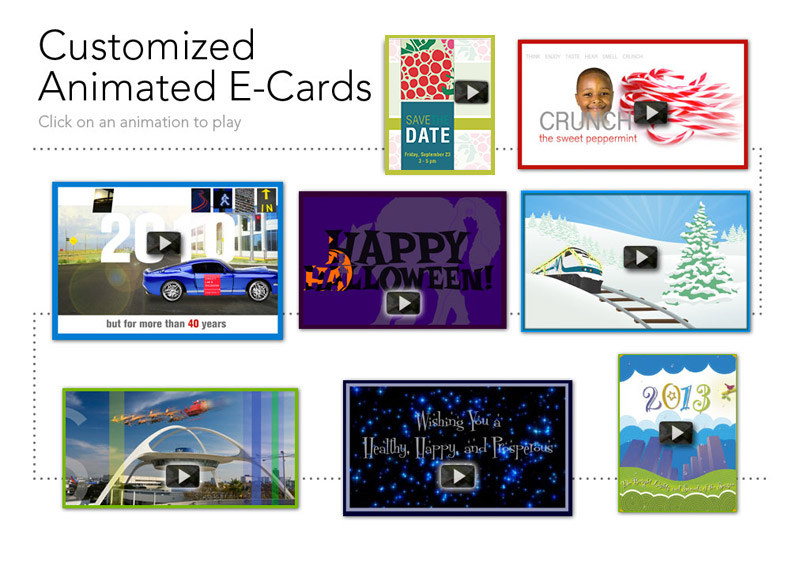 Customized
Animated E-Cards
Click on an animation to play
SAVE THE
DATE
Friday, September 23
3 - 5 pm
THINK ENJOY TASTE HEAR SMELL CRUNCH
CRUNCH
the sweet peppermint
2010
IN
but for more than 40 years
HAPPY
HALLOWEEN!
Wishing You a
Healthy, Happy, and Prosperous
2013